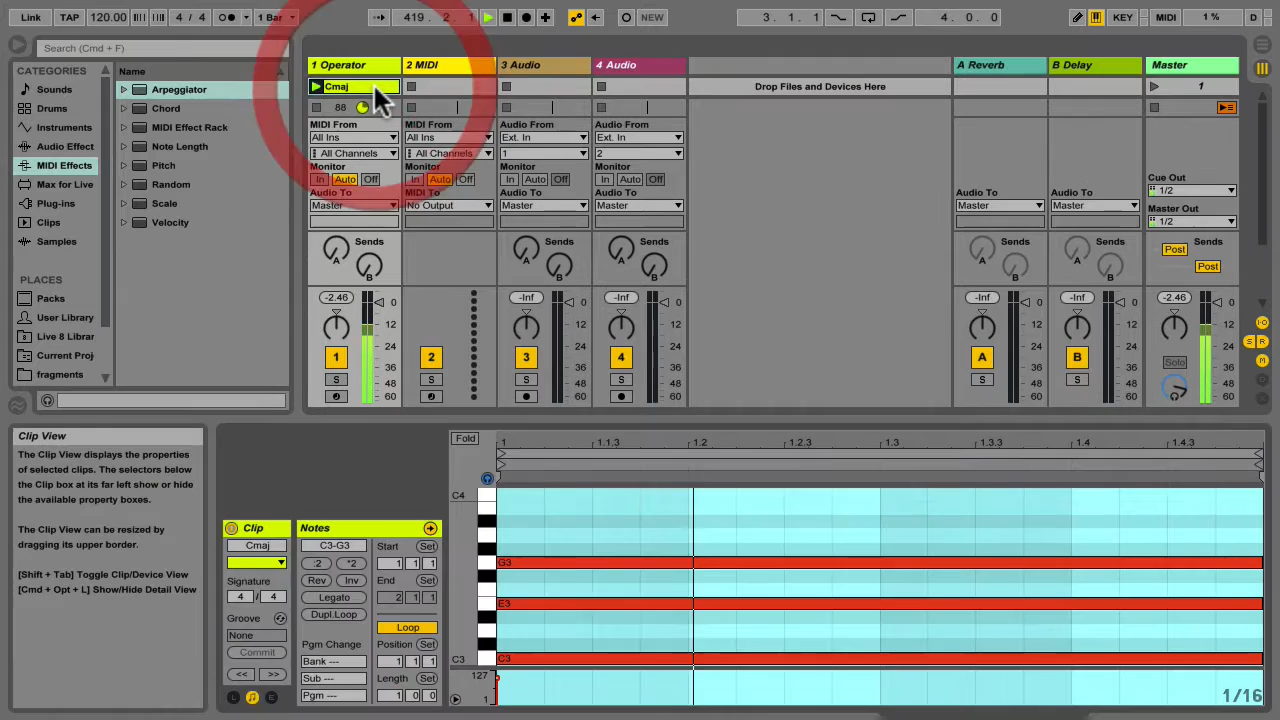 Link TAP 120.00 4 / 4 1 Bar 419. 2. 1 NEW 3. 1. 1 4. 0. 0 KEY MIDI 1 % D
Search (Cmd + F)
CATEGORIES
Sounds
Drums
Instruments
Audio Effect
MIDI Effects
Max for Live
Plug-ins
Clips
Samples
PLACES
Packs
User Library
Live 8 Librar
Current Proj
fragments
Name
Arpeggiator
Chord
MIDI Effect Rack
Note Length
Pitch
Random
Scale
Velocity
1 Operator 2 MIDI 3 Audio 4 Audio A Reverb B Delay Master
Cmaj Drop Files and Devices Here 1
88
MIDI From MIDI From Audio From Audio From
All Ins All Ins Ext. In Ext. In
All Channels All Channels 1 2
Monitor Monitor Monitor Monitor Cue Out
In Auto Off In Auto Off In Auto Off In Auto Off 1/2
Audio To MIDI To Audio To Audio To Audio To Audio To Master Out
Master No Output Master Master Master Master 1/2
Sends Sends Sends Sends Sends
A A A Post
B B B Post
-2.46 -Inf -Inf -Inf -Inf -2.46
0 0 0 0 0 0
12 12 12 12 12 12
24 24 24 24 24 24
36 36 36 36 36 36
48 48 48 48 48 48
60 60 60 60 60 60
1 2 3 4 A B Solo
S S S S S S
S R
M
Clip View
The Clip View displays the properties
of selected clips. The selectors below
the Clip box at its far left show or hide
the available property boxes.
The Clip View can be resized by
dragging its upper border.
[Shift + Tab] Toggle Clip/Device View
[Cmd + Opt + L] Show/Hide Detail View
Clip
Cmaj
Signature
4 / 4
Groove
None
Commit
<< >>
L E
Notes
C3-G3
:2 *2
Rev Inv
Legato
Dupl.Loop
Pgm Change
Bank ---
Sub ---
Pgm ---
Start Set
1 1 1
End Set
2 1 1
Loop
Position Set
1 1 1
Length Set
1 0 0
Fold 1 1.1.3 1.2 1.2.3 1.3 1.3.3 1.4 1.4.3
C4
G3
E3
C3 C3
127
1
1/16